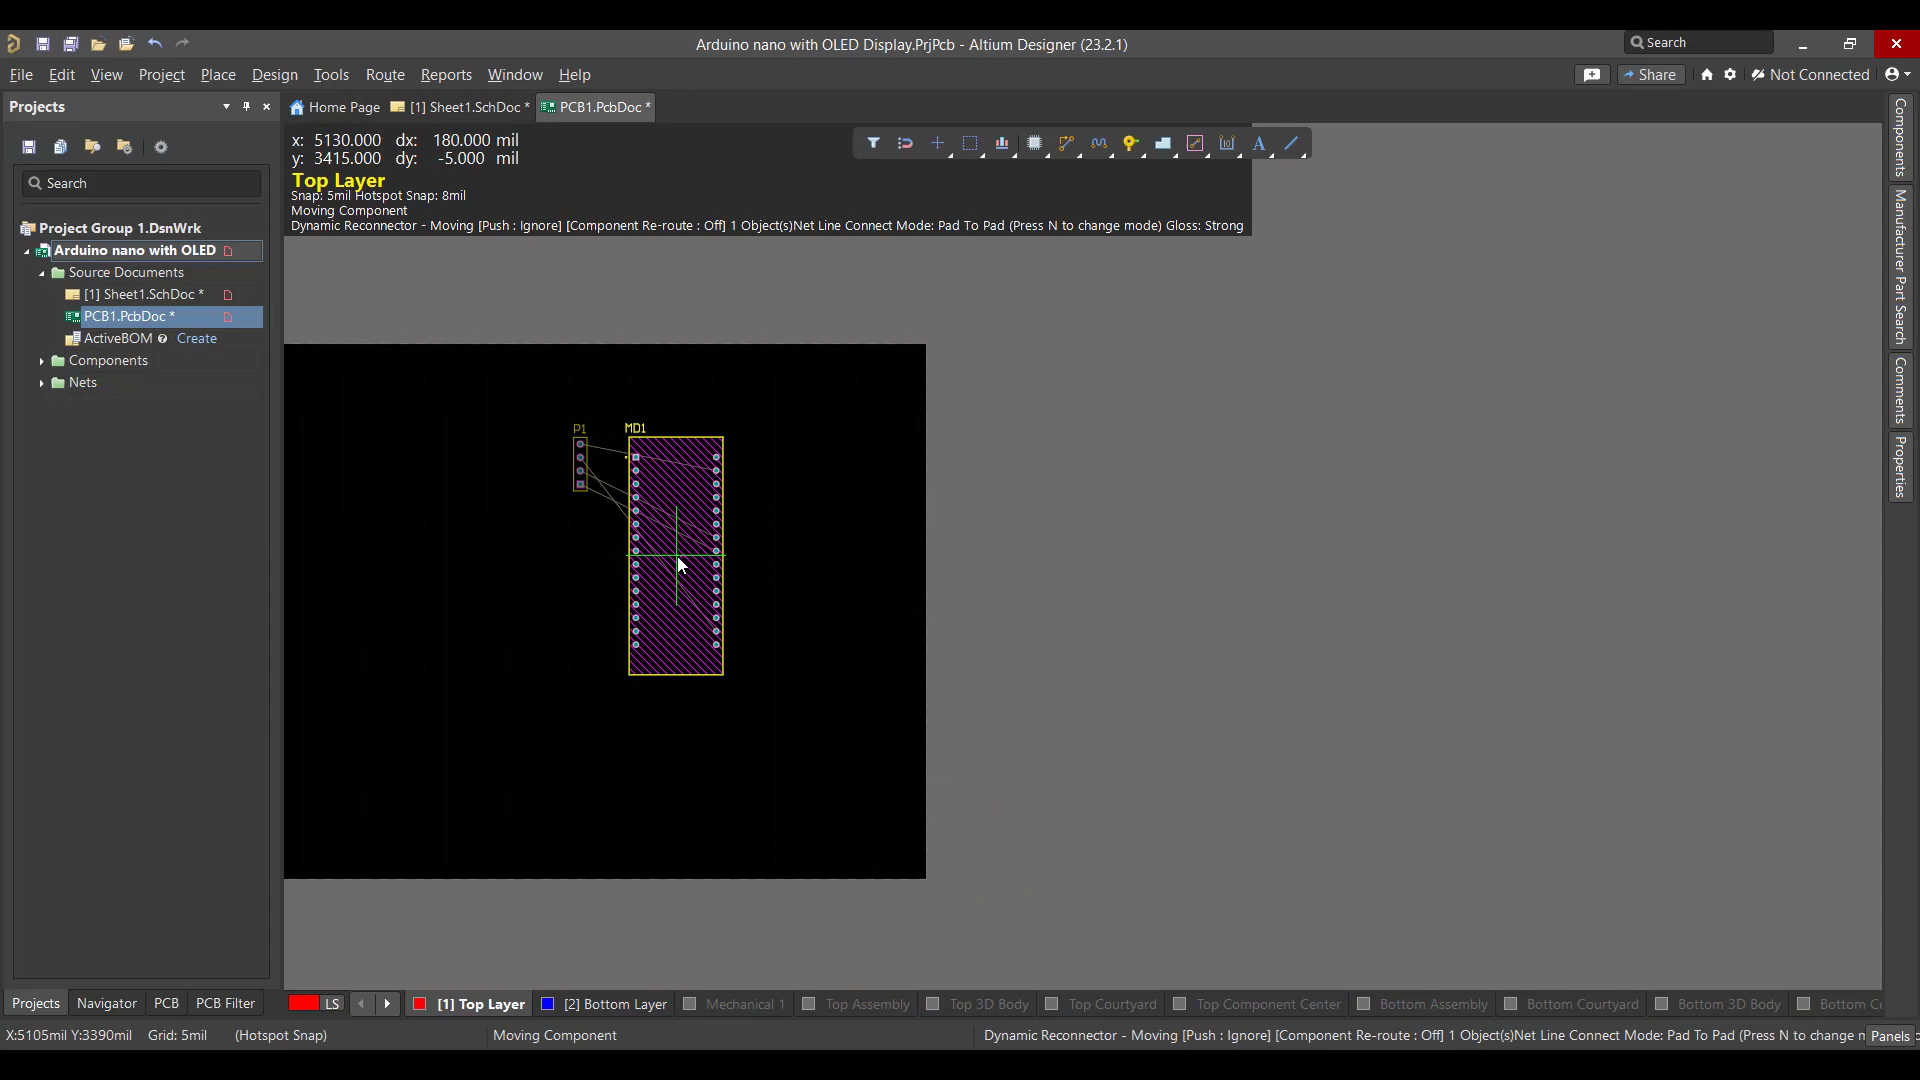 Arduino nano with OLED Display.PrjPcb - Altium Designer (23.2.1)
Search
File Edit View Project Place Design Tools Route Reports Window Help
Share
Not Connected
Projects
Home Page
[1] Sheet1.SchDoc *
PCB1.PcbDoc *
x: 5130.000 dx: 180.000 mil
y: 3415.000 dy: -5.000 mil
Top Layer
Snap: 5mil Hotspot Snap: 8mil
Moving Component
Dynamic Reconnector - Moving [Push : Ignore] [Component Re-route : Off] 1 Object(s)Net Line Connect Mode: Pad To Pad (Press N to change mode) Gloss: Strong
Search
Project Group 1.DsnWrk
Arduino nano with OLED
Source Documents
[1] Sheet1.SchDoc *
PCB1.PcbDoc *
ActiveBOM Create
Components
Nets
P1
MD1
Components
Manufacturer Part Search
Comments
Properties
Projects Navigator PCB PCB Filter
LS
[1] Top Layer
[2] Bottom Layer
Mechanical 1
Top Assembly
Top 3D Body
Top Courtyard
Top Component Center
Bottom Assembly
Bottom Courtyard
Bottom 3D Body
Bottom C
X:5105mil Y:3390mil Grid: 5mil (Hotspot Snap)
Moving Component
Dynamic Reconnector - Moving [Push : Ignore] [Component Re-route : Off] 1 Object(s)Net Line Connect Mode: Pad To Pad (Press N to change
Panels